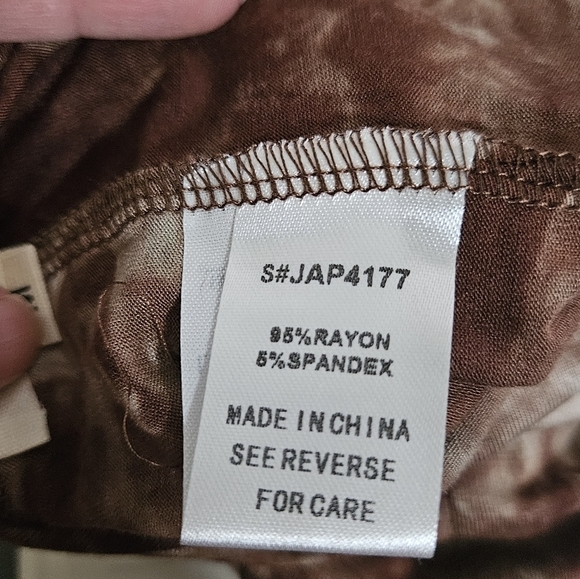 S#JAP4177
95%RAYON
5%SPANDEX
MADE IN CHINA
SEE REVERSE
FOR CARE